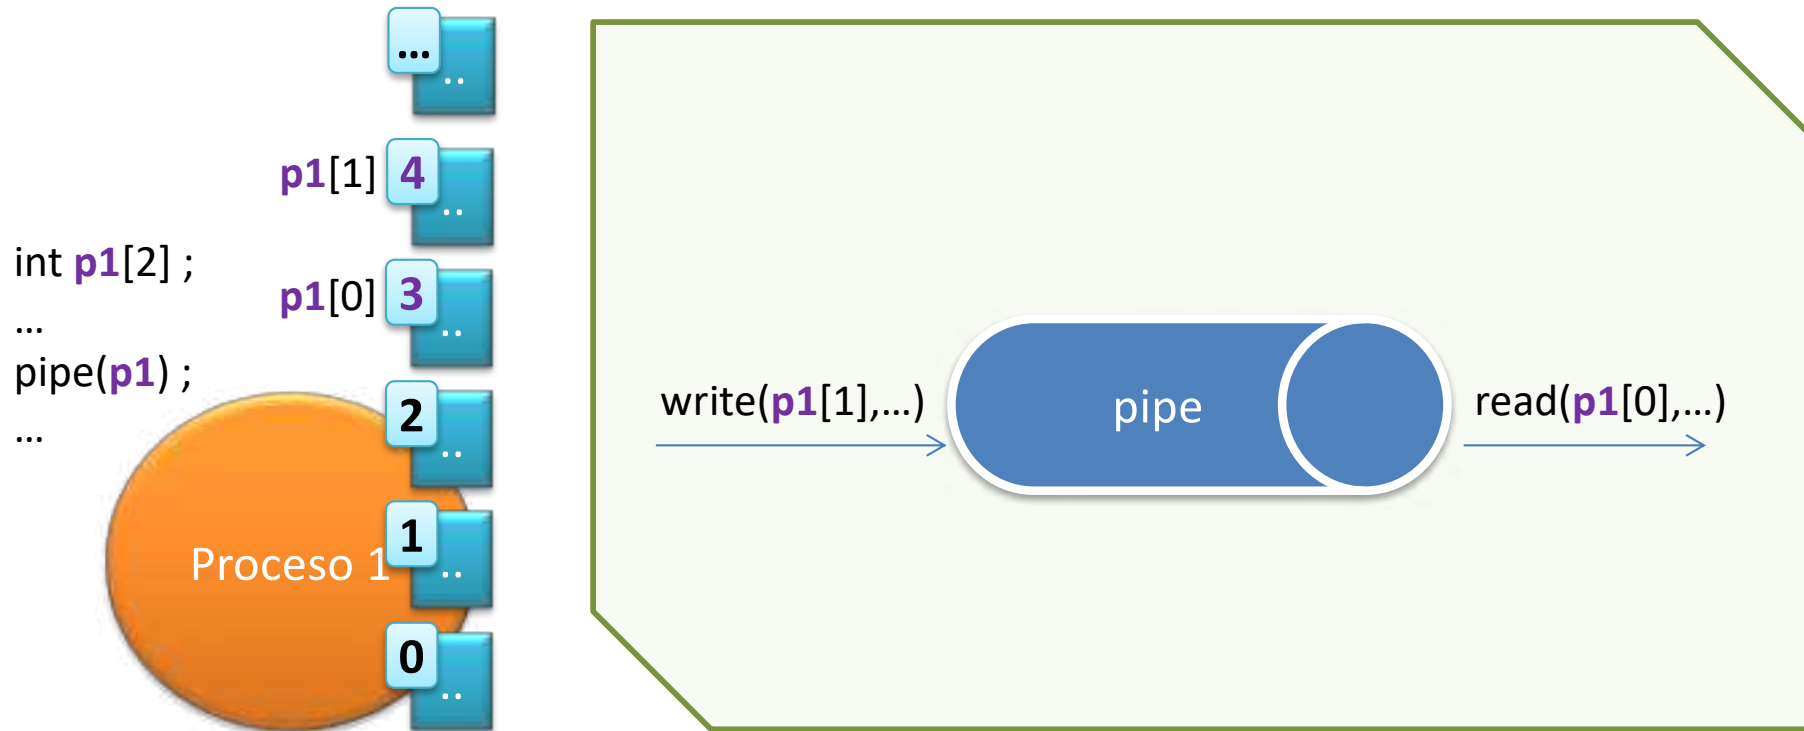 int p1[2] ;
…
pipe(p1) ;
…
Proceso 1
…
..
p1[1] 4
..
p1[0] 3
..
2
..
1
..
0
..
write(p1[1],…)
pipe
read(p1[0],…)